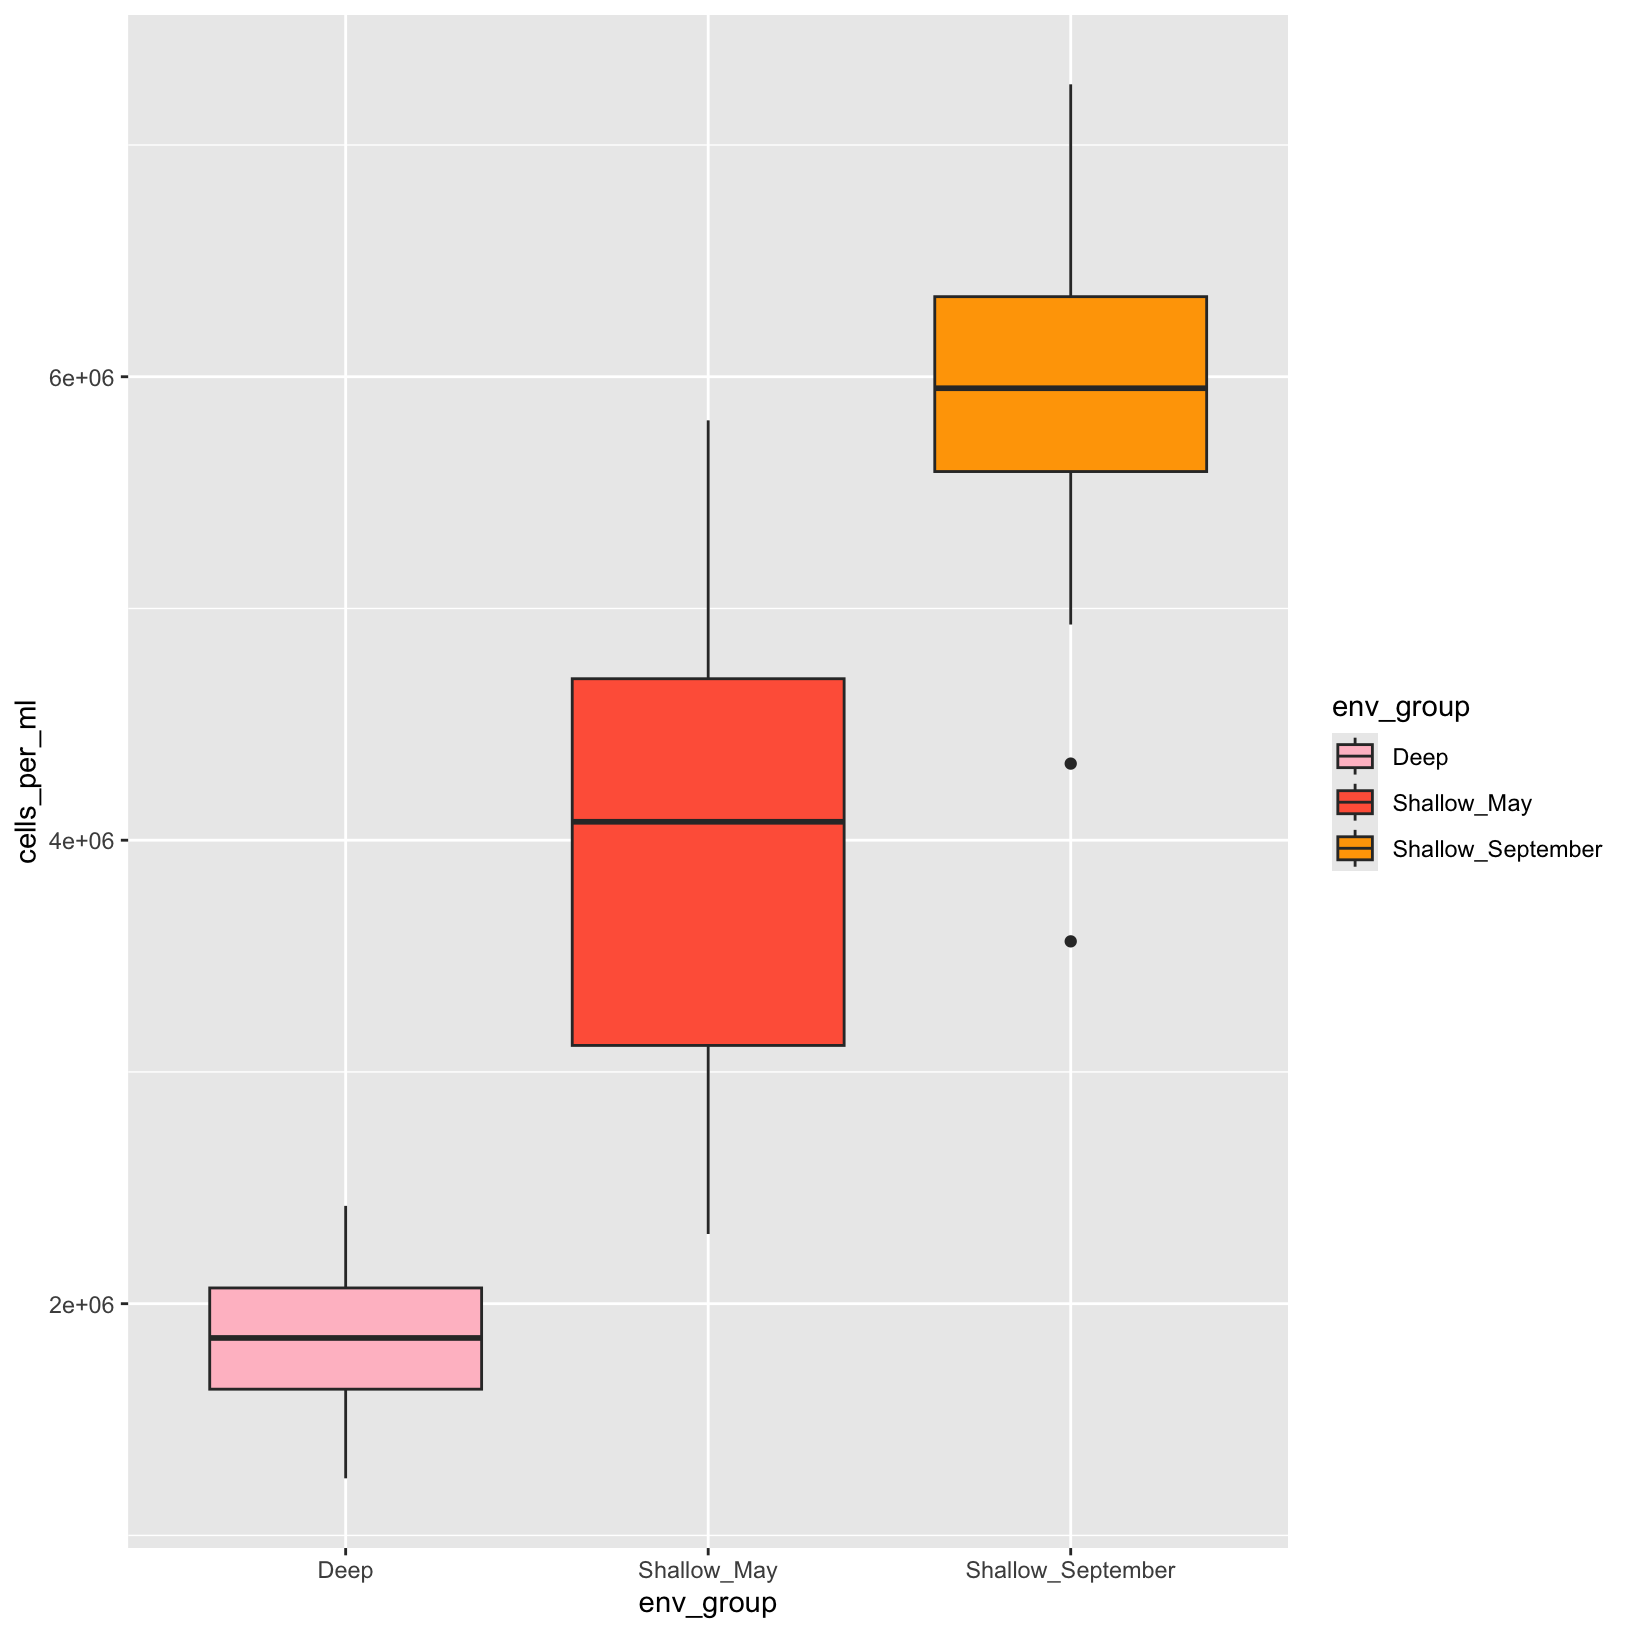 cells_per_ml
6e+06
4e+06
2e+06
Deep
Shallow_May
Shallow_September
env_group
env_group
Deep
Shallow_May
Shallow_September